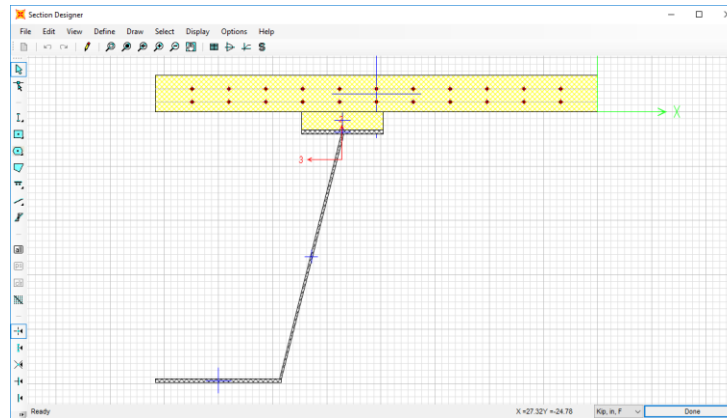 Section Designer
File Edit View Define Draw Select Display Options Help
X
3
Ready
X =27.32Y =-24.78
Kip, in, F
Done